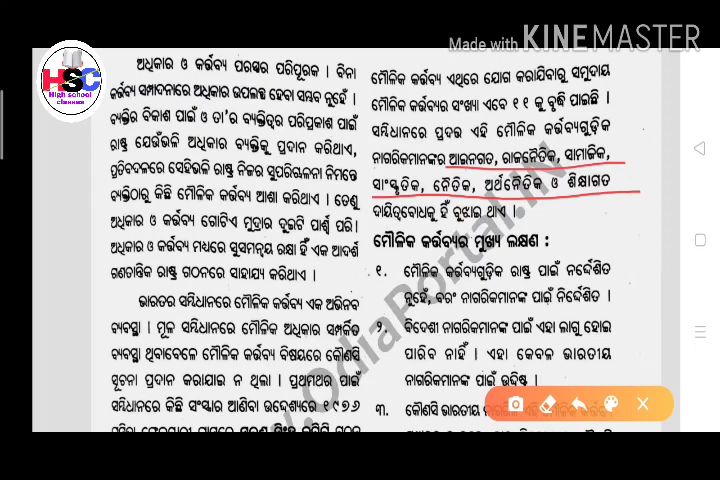 Made with KINEMASTER
HSC
High school
classes
ଅଧିକାର ଓ କର୍ତ୍ତବ୍ୟ ପରସ୍ପର ପରିପୂରକ । ବିନା
କର୍ତ୍ତବ୍ୟ ସମ୍ପାଦନାରେ ଅଧିକାର ଉପଲବ୍ଧ ହେବା ସମ୍ଭବ ନୁହେଁ ।
ବ୍ୟକ୍ତିର ବିକାଶ ପାଇଁ ଓ ତା'ର ବ୍ୟକ୍ତିତ୍ୱର ପରିପ୍ରକାଶ ପାଇଁ
ରାଷ୍ଟ୍ର ଯେଉଁଭଳି ଅଧିକାର ବ୍ୟକ୍ତିକୁ ପ୍ରଦାନ କରିଥାଏ,
ପ୍ରତିବଦଳରେ ସେହିଭଳି ରାଷ୍ଟ୍ର ନିଜର ସୁପରିଚାଳନା ନିମନ୍ତେ
ବ୍ୟକ୍ତିଠାରୁ କିଛି ମୌଳିକ କର୍ତ୍ତବ୍ୟ ଆଶା କରିଥାଏ । ତେଣୁ
ଅଧିକାର ଓ କର୍ତ୍ତବ୍ୟ ଗୋଟିଏ ମୁଦ୍ରାର ଦୁଇଟି ପାର୍ଶ୍ୱ ପରି ।
ଅଧିକାର ଓ କର୍ତ୍ତବ୍ୟ ମଧ୍ୟରେ ସୁସମନ୍ୱୟ ରକ୍ଷା ହିଁ ଏକ ଆଦର୍ଶ
ଗଣତାନ୍ତ୍ରିକ ରାଷ୍ଟ୍ର ଗଠନରେ ସାହାଯ୍ୟ କରିଥାଏ ।
ଭାରତର ସମ୍ବିଧାନରେ ମୌଳିକ କର୍ତ୍ତବ୍ୟ ଏକ ଅଭିନବ
ବ୍ୟବସ୍ଥା । ମୂଳ ସମ୍ବିଧାନରେ ମୌଳିକ ଅଧିକାର ସମ୍ପର୍କିତ
ବ୍ୟବସ୍ଥା ଥିବାବେଳେ ମୌଳିକ କର୍ତ୍ତବ୍ୟ ବିଷୟରେ କୌଣସି
ସୂଚନା ପ୍ରଦାନ କରାଯାଇ ନ ଥିଲା । ପ୍ରଥମଥର ପାଇଁ
ସମ୍ବିଧାନରେ କିଛି ସଂସ୍କାର ଆଣିବା ଉଦ୍ଦେଶ୍ୟରେ ୧୯୭୬
ମୌଳିକ କର୍ତ୍ତବ୍ୟ ଏଥିରେ ଯୋଗ କରାଯିବାରୁ ସମୁଦାୟ
ମୌଳିକ କର୍ତ୍ତବ୍ୟର ସଂଖ୍ୟା ଏବେ ୧୧ କୁ ବୃଦ୍ଧି ପାଇଛି ।
ସମ୍ବିଧାନରେ ପ୍ରଦତ୍ତ ଏହି ମୌଳିକ କର୍ତ୍ତବ୍ୟଗୁଡ଼ିକ
ନାଗରିକମାନଙ୍କର ଆଇନଗତ, ରାଜନୈତିକ, ସାମାଜିକ,
ସାଂସ୍କୃତିକ, ନୈତିକ, ଅର୍ଥନୈତିକ ଓ ଶିକ୍ଷାଗତ
ଦାୟିତ୍ୱବୋଧକୁ ହିଁ ବୁଝାଇ ଥାଏ ।
ମୌଳିକ କର୍ତ୍ତବ୍ୟର ମୁଖ୍ୟ ଲକ୍ଷଣ :
୧. ମୌଳିକ କର୍ତ୍ତବ୍ୟଗୁଡ଼ିକ ରାଷ୍ଟ୍ର ପାଇଁ ନିର୍ଦ୍ଦେଶିତ
ନୁହେଁ, ବରଂ ନାଗରିକମାନଙ୍କ ପାଇଁ ନିର୍ଦ୍ଦେଶିତ ।
୨. ବିଦେଶୀ ନାଗରିକମାନଙ୍କ ପାଇଁ ଏହା ଲାଗୁ ହୋଇ
ପାରିବ ନାହିଁ । ଏହା କେବଳ ଭାରତୀୟ
ନାଗରିକମାନଙ୍କ ପାଇଁ ଉଦ୍ଦିଷ୍ଟ ।
୩. କୌଣସି ଭାରତୀୟ
www.OdiaPortal.IN